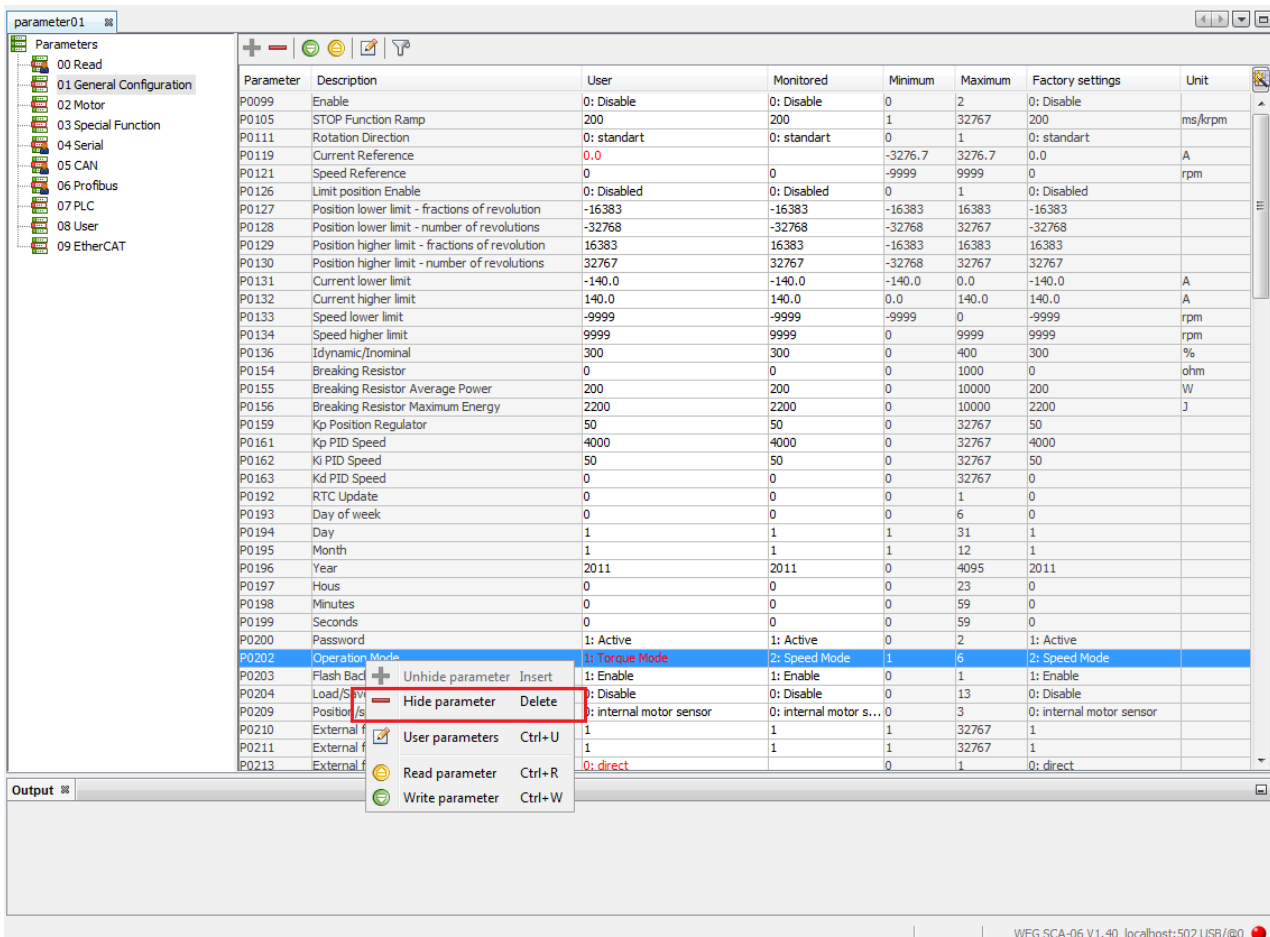 parameter01
Parameters
00 Read
01 General Configuration
02 Motor
03 Special Function
04 Serial
05 CAN
06 Profibus
07 PLC
08 User
09 EtherCAT
Parameter Description User Monitored Minimum Maximum Factory settings Unit
P0099 Enable 0: Disable 0: Disable 0 2 0: Disable
P0105 STOP Function Ramp 200 200 1 32767 200 ms/krpm
P0111 Rotation Direction 0: standart 0: standart 0 1 0: standart
P0119 Current Reference 0.0 -3276.7 3276.7 0.0 A
P0121 Speed Reference 0 0 -9999 9999 0 rpm
P0126 Limit position Enable 0: Disabled 0: Disabled 0 1 0: Disabled
P0127 Position lower limit - fractions of revolution -16383 -16383 -16383 16383 -16383
P0128 Position lower limit - number of revolutions -32768 -32768 -32768 32767 -32768
P0129 Position higher limit - fractions of revolution 16383 16383 -16383 16383 16383
P0130 Position higher limit - number of revolutions 32767 32767 -32768 32767 32767
P0131 Current lower limit -140.0 -140.0 -140.0 0.0 -140.0 A
P0132 Current higher limit 140.0 140.0 0.0 140.0 140.0 A
P0133 Speed lower limit -9999 -9999 -9999 0 -9999 rpm
P0134 Speed higher limit 9999 9999 0 9999 9999 rpm
P0136 Idynamic/Inominal 300 300 0 400 300 %
P0154 Breaking Resistor 0 0 0 1000 0 ohm
P0155 Breaking Resistor Average Power 200 200 0 10000 200 W
P0156 Breaking Resistor Maximum Energy 2200 2200 0 10000 2200 J
P0159 Kp Position Regulator 50 50 0 32767 50
P0161 Kp PID Speed 4000 4000 0 32767 4000
P0162 Ki PID Speed 50 50 0 32767 50
P0163 Kd PID Speed 0 0 0 32767 0
P0192 RTC Update 0 0 0 1 0
P0193 Day of week 0 0 0 6 0
P0194 Day 1 1 1 31 1
P0195 Month 1 1 1 12 1
P0196 Year 2011 2011 0 4095 2011
P0197 Hous 0 0 0 23 0
P0198 Minutes 0 0 0 59 0
P0199 Seconds 0 0 0 59 0
P0200 Password 1: Active 1: Active 0 2 1: Active
P0202 Operation Mode 1: Torque Mode 2: Speed Mode 1 6 2: Speed Mode
P0203 Flash Bac 1: Enable 1: Enable 0 1 1: Enable
P0204 Load/Sav 0: Disable 0: Disable 0 13 0: Disable
P0209 Position/s 0: internal motor sensor 0: internal motor s... 0 3 0: internal motor sensor
P0210 External f 1 1 1 32767 1
P0211 External f 1 1 1 32767 1
P0213 External f 0: direct 0 1 0: direct
Unhide parameter Insert
Hide parameter Delete
User parameters Ctrl+U
Read parameter Ctrl+R
Write parameter Ctrl+W
Output
WEG SCA-06 V1.40 localhost:502 USB/@0